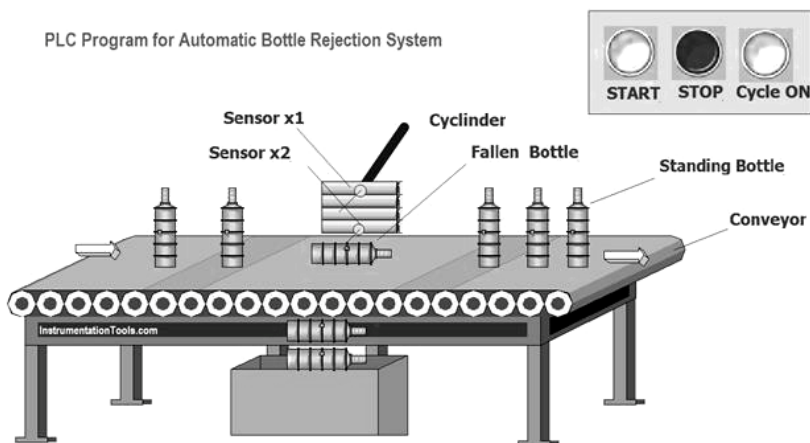 PLC Program for Automatic Bottle Rejection System
START STOP Cycle ON
Sensor x1
Cyclinder
Sensor x2
Fallen Bottle
Standing Bottle
Conveyor
InstrumentationTools.com